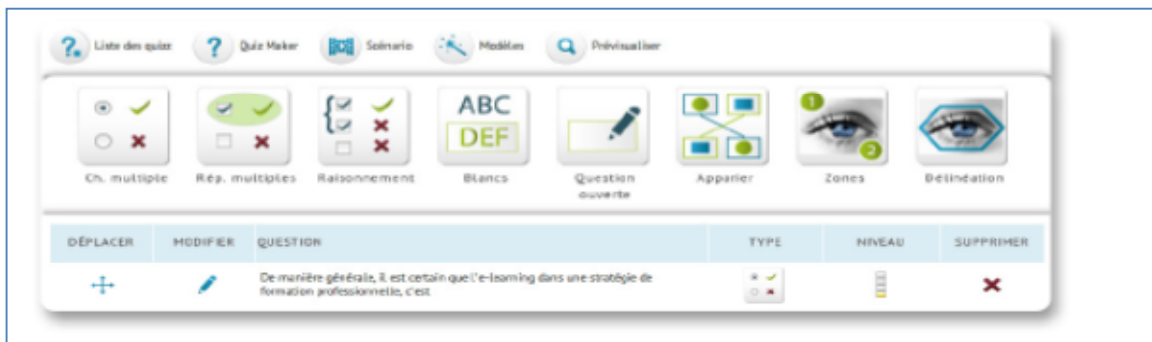 Liste des quizz Quiz Maker Scénario Modèles Prévisualiser
ABC
DEF
1
2
Ch. multiple Rép. multiples Raisonnement Blancs Question ouverte Apparier Zones Délinéation
DÉPLACER MODIFIER QUESTION TYPE NIVEAU SUPPRIMER
De manière générale, il est certain que l'e-learning dans une stratégie de
formation professionnelle, c'est